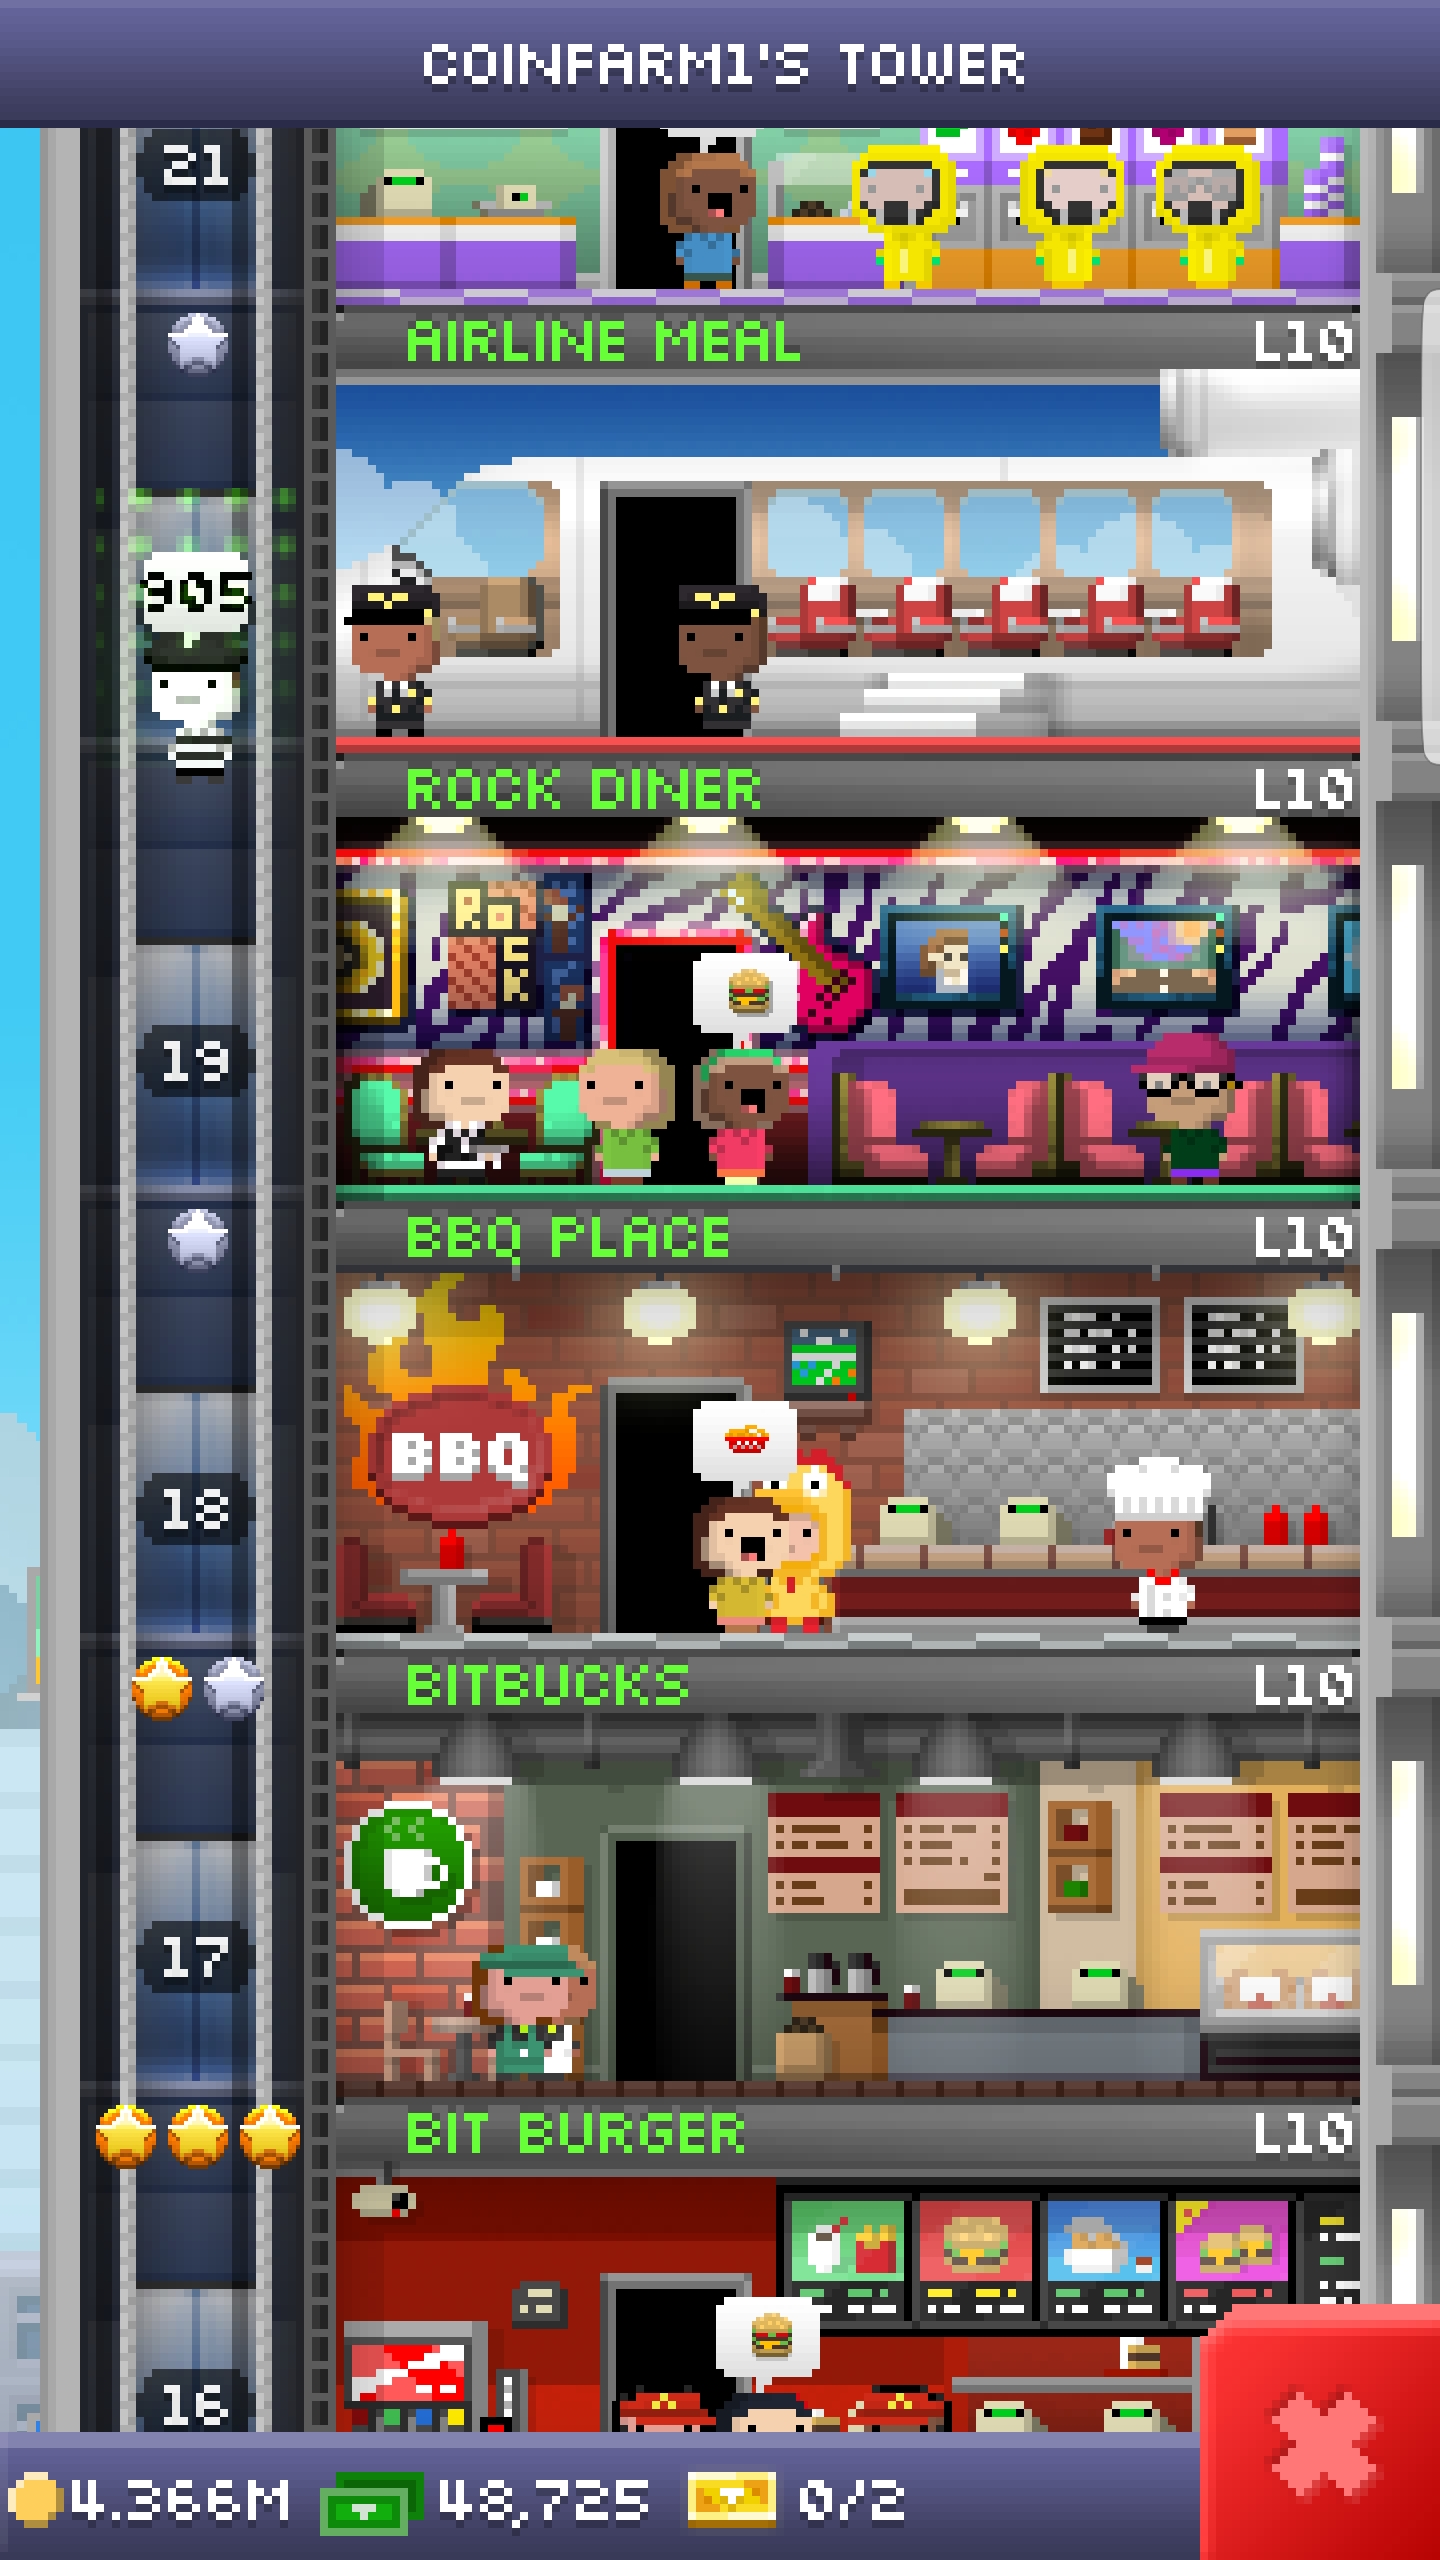 COINFARM1'S TOWER
21
AIRLINE MEAL L10
905
ROCK DINER L10
ROCK
19
BBQ PLACE L10
BBQ
18
BITBUCKS L10
17
BIT BURGER L10
16
4.366M 48,725 0/2